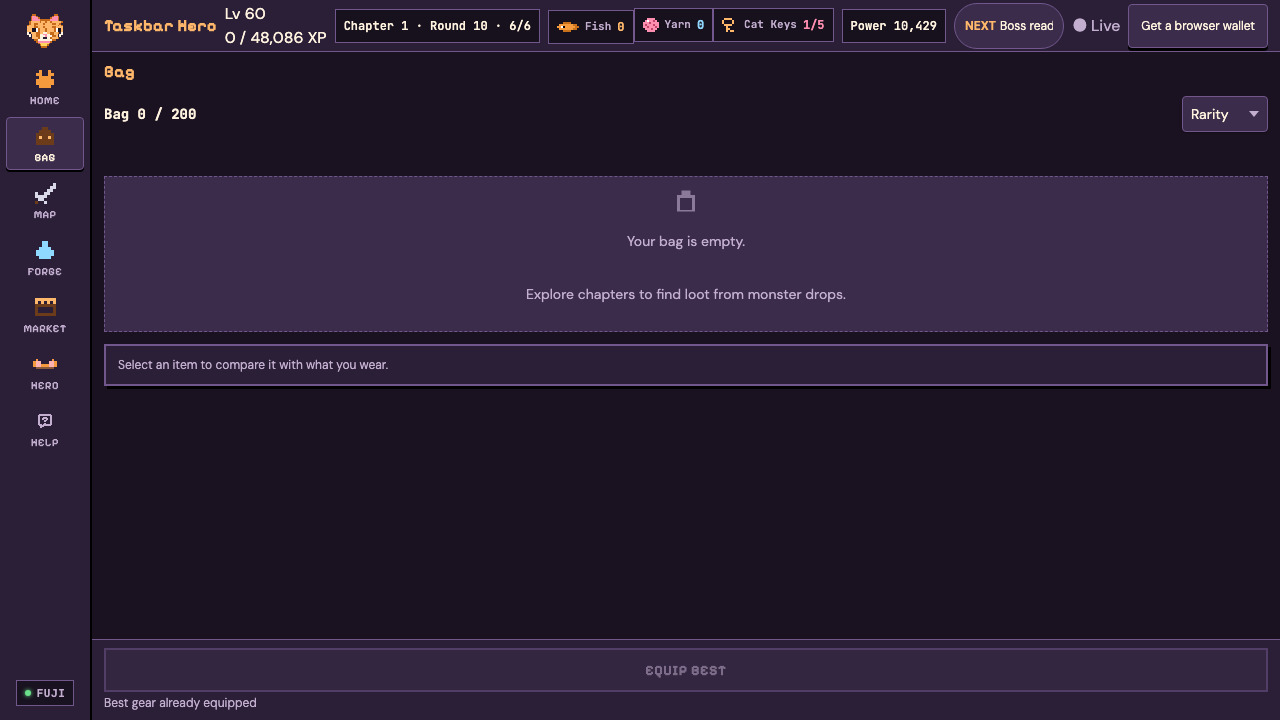 Taskbar Hero
Lv 60
0 / 48,086 XP
Chapter 1 · Round 10 · 6/6
Fish 0
Yarn 0
Cat Keys 1/5
Power 10,429
NEXT Boss read
Live
Get a browser wallet
HOME
BAG
MAP
FORGE
MARKET
HERO
HELP
FUJI
Bag
Bag 0 / 200
Rarity
Your bag is empty.
Explore chapters to find loot from monster drops.
Select an item to compare it with what you wear.
EQUIP BEST
Best gear already equipped